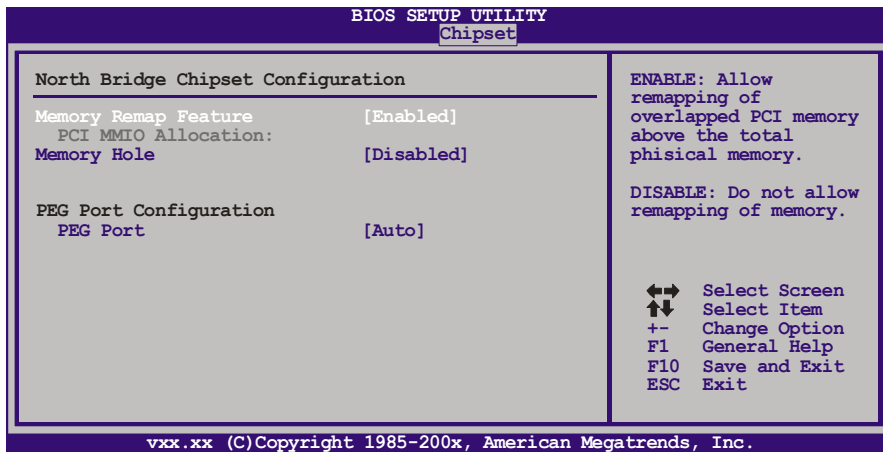 BIOS SETUP UTILITY
Chipset
North Bridge Chipset Configuration
Memory Remap Feature [Enabled]
PCI MMIO Allocation:
Memory Hole [Disabled]
PEG Port Configuration
PEG Port [Auto]
ENABLE: Allow
remapping of
overlapped PCI memory
above the total
phisical memory.
DISABLE: Do not allow
remapping of memory.
Select Screen
Select Item
+- Change Option
F1 General Help
F10 Save and Exit
ESC Exit
vxx.xx (C)Copyright 1985-200x, American Megatrends, Inc.